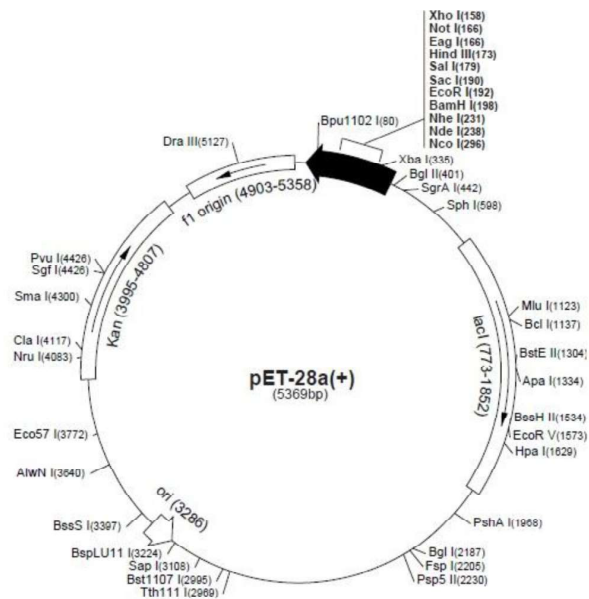 Xho I(158)
Not I(166)
Eag I(166)
Hind III(173)
Sal I(179)
Sac I(190)
EcoR I(192)
BamH I(198)
Nhe I(231)
Nde I(238)
Nco I(296)
Bpu1102 I(80)
Dra III(5127)
Xba I(335)
Bgl II(401)
SgrA I(442)
Sph I(598)
f1 origin (4903-5358)
Pvu I(4426)
Sgf I(4426)
Sma I(4300)
Kan (3995-4807)
Cla I(4117)
Nru I(4083)
Mlu I(1123)
Bcl I(1137)
lacI (773-1852)
BstE II(1304)
Apa I(1334)
pET-28a(+)
(5369bp)
BssH II(1534)
EcoR V(1573)
Hpa I(1629)
Eco57 I(3772)
AlwN I(3640)
ori (3286)
BssS I(3397)
PshA I(1968)
BspLU11 I(3224)
Sap I(3108)
Bst1107 I(2995)
Tth111 I(2969)
Bgl I(2187)
Fsp I(2205)
Psp5 II(2230)